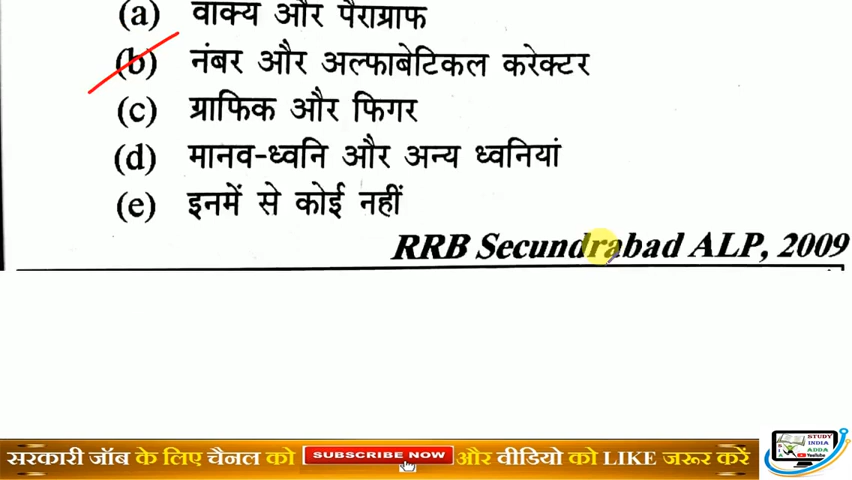 (a) वाक्य और पैराग्राफ
(b) नंबर और अल्फाबेटिकल करेक्टर
(c) ग्राफिक और फिगर
(d) मानव-ध्वनि और अन्य ध्वनियां
(e) इनमें से कोई नहीं
RRB Secundrabad ALP, 2009
सरकारी जॉब के लिए चैनल को SUBSCRIBE NOW और वीडियो को LIKE जरूर करें
STUDY
INDIA
ADDA
YouTube